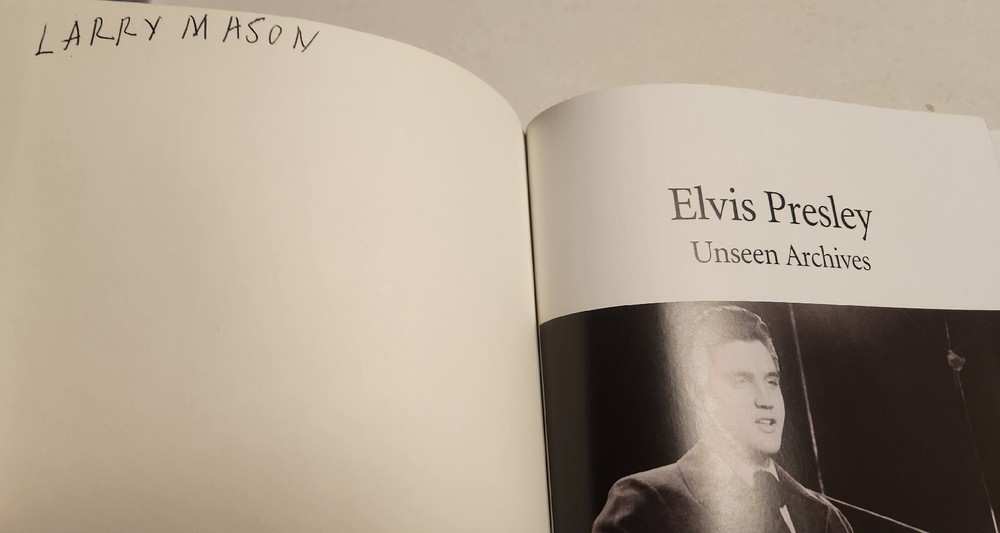 LARRY MASON
Elvis Presley
Unseen Archives